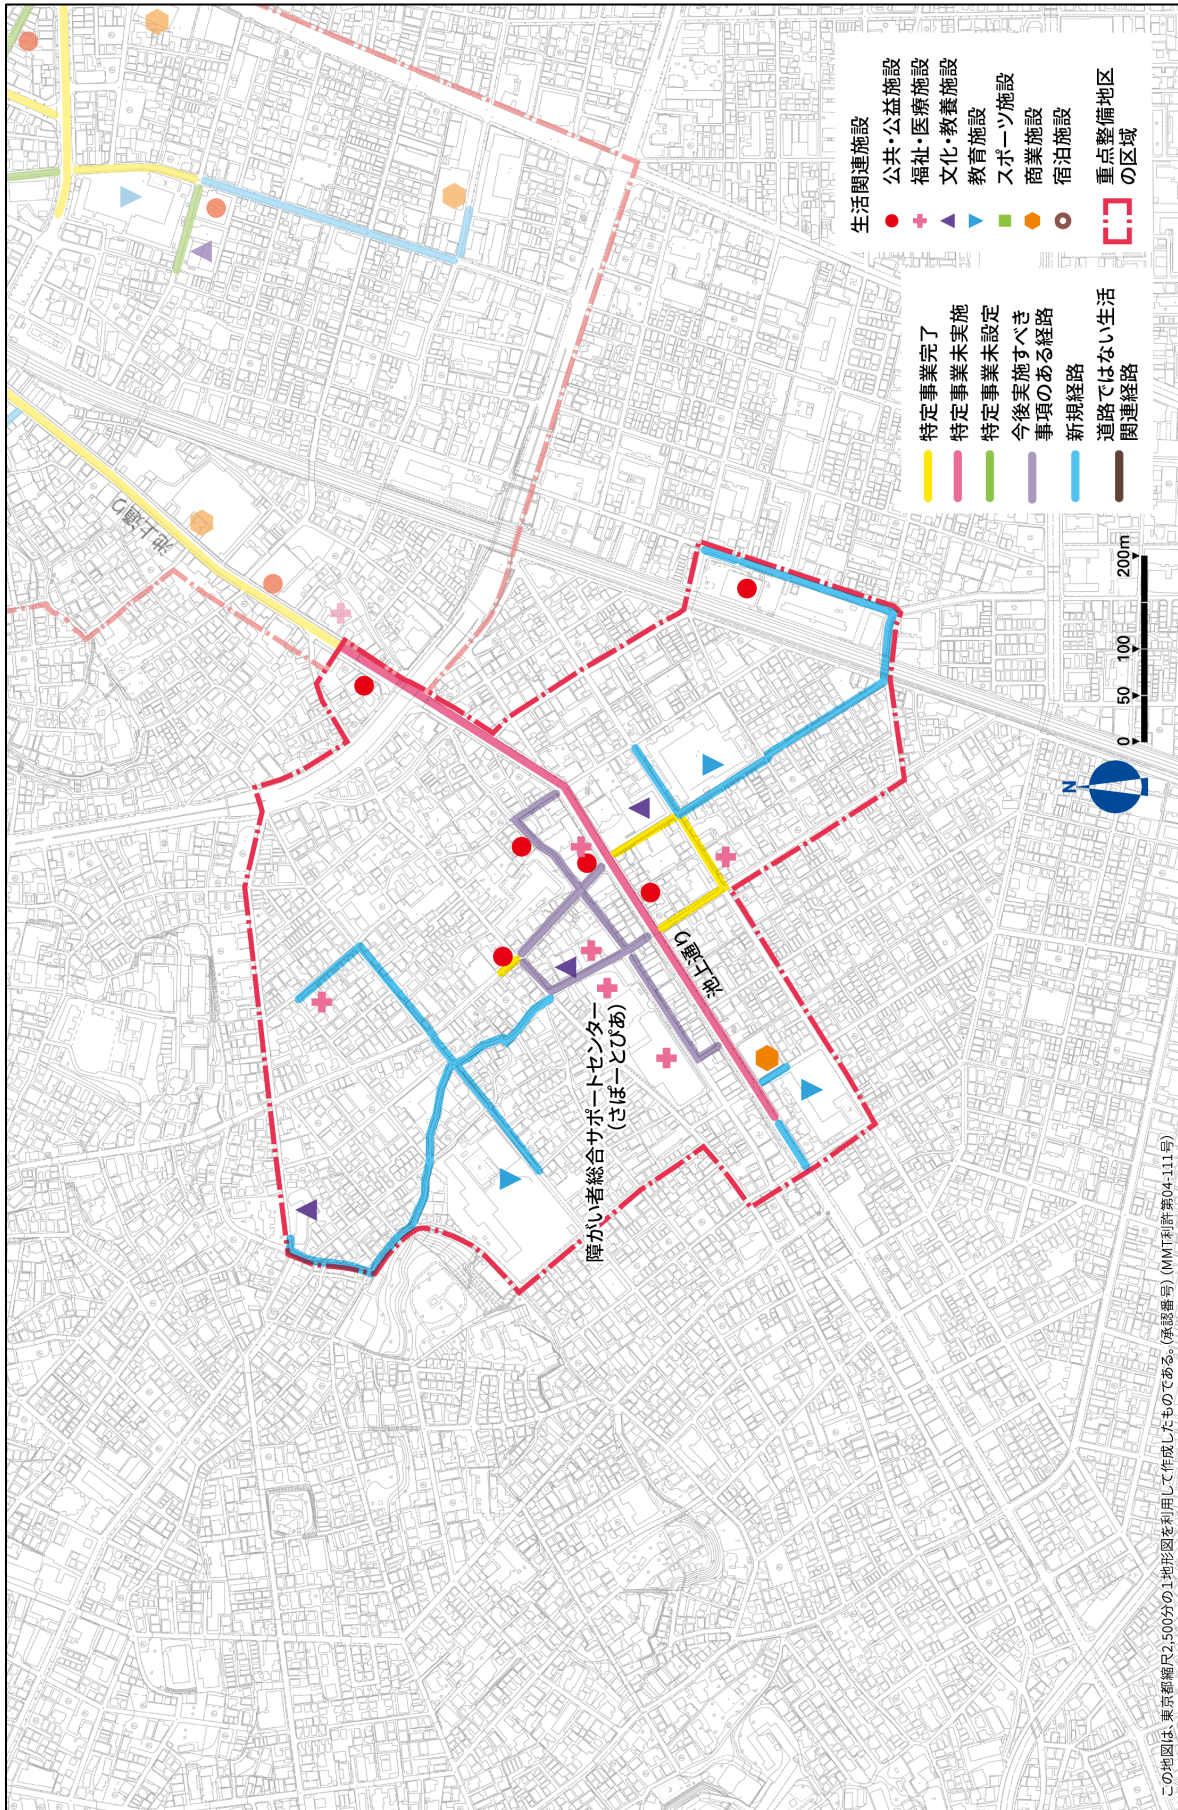 池上通り
池上通り
障がい者総合サポートセンター
(さぽーとぴあ)
生活関連施設
公共・公益施設
福祉・医療施設
文化・教養施設
教育施設
スポーツ施設
商業施設
宿泊施設
重点整備地区
の区域
特定事業完了
特定事業未実施
特定事業未設定
今後実施すべき
事項のある経路
新規経路
道路ではない生活
関連経路
N
0 50 100 200m
この地図は、東京都縮尺2,500分の1地形図を利用して作成したものである。(承認番号)(MMT利許第04-111号)